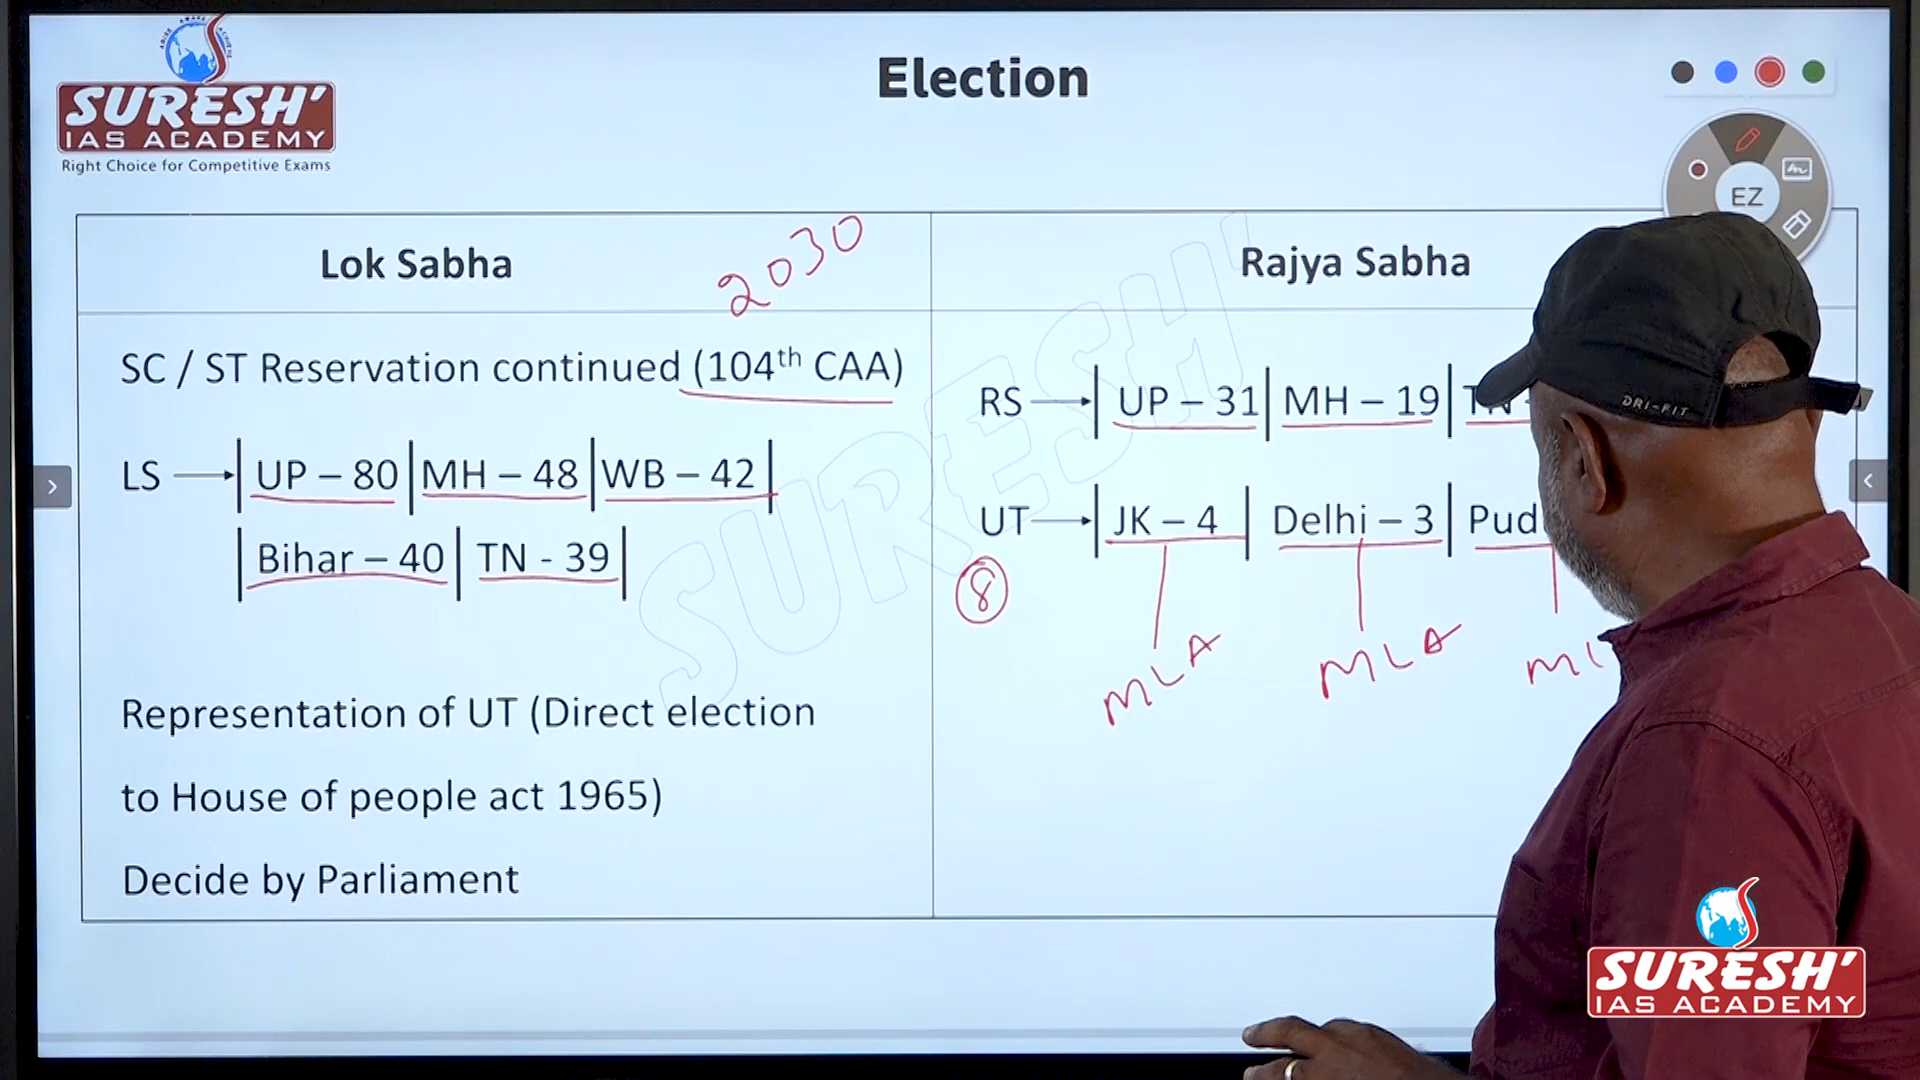 SURESH'
IAS ACADEMY
Right Choice for Competitive Exams
Election
EZ
Lok Sabha
2030
Rajya Sabha
SC / ST Reservation continued (104th CAA)
LS → | UP – 80 | MH – 48 | WB – 42 |
| Bihar – 40 | TN - 39 |
Representation of UT (Direct election
to House of people act 1965)
Decide by Parliament
RS → | UP – 31 | MH – 19 | TN –
UT → | JK – 4 | Delhi – 3 | Pud
8
MLA MLA ML
SURESH'
DRI-FIT
SURESH'
IAS ACADEMY